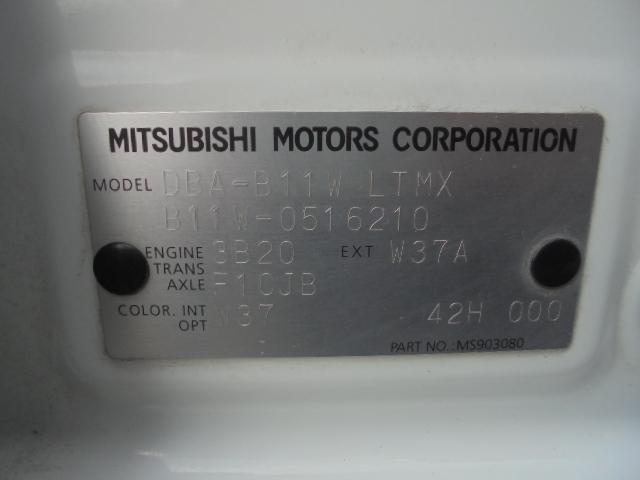 MITSUBISHI MOTORS CORPORATION
MODEL DBA-B11W LTMX
B11W-0516210
ENGINE 3B20 EXT W37A
TRANS
AXLE F1CJB
COLOR. INT W37 42H 000
OPT
PART NO.:MS903080